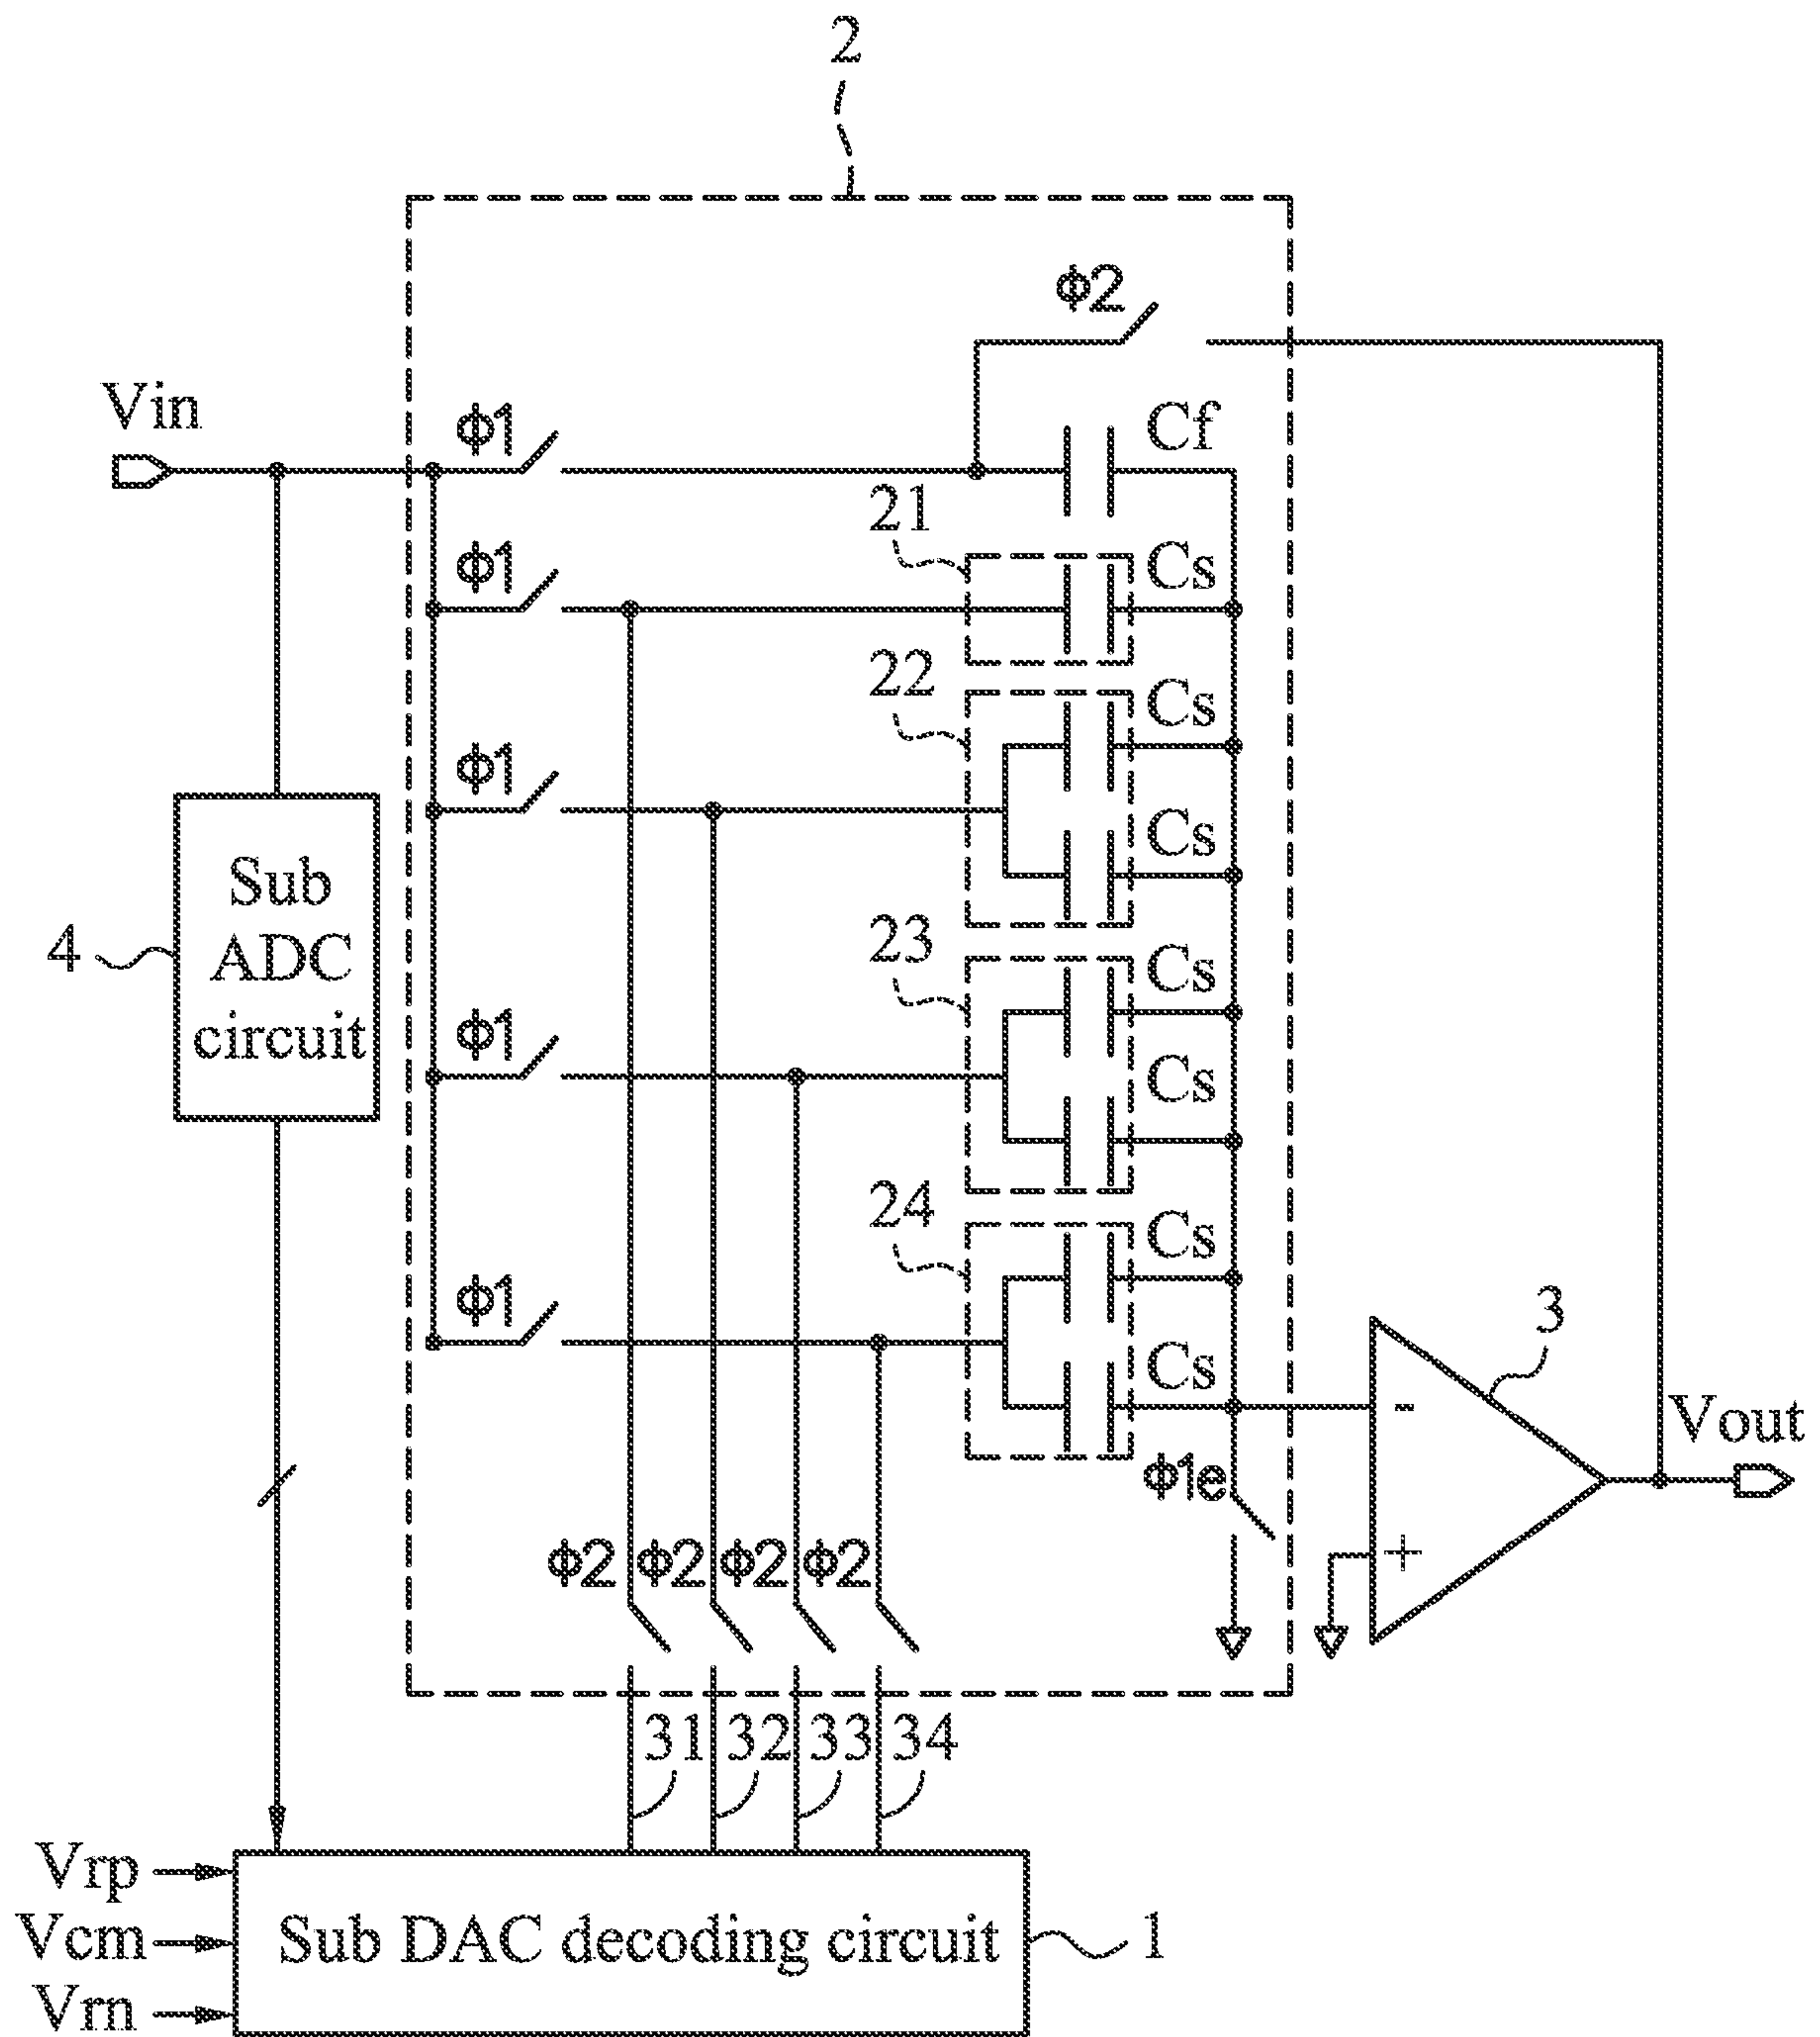 2
ϕ2
Vin
ϕ1
Cf
21
ϕ1
Cs
22
Cs
ϕ1
Cs
Sub
ADC
circuit
4
23
Cs
ϕ1
Cs
24
Cs
ϕ1
Cs
3
-
Vout
ϕ1e
+
ϕ2 ϕ2 ϕ2 ϕ2
31 32 33 34
Vrp
Vcm
Vrn
Sub DAC decoding circuit
1